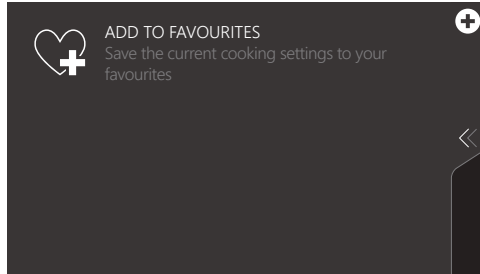 ADD TO FAVOURITES
Save the current cooking settings to your
favourites